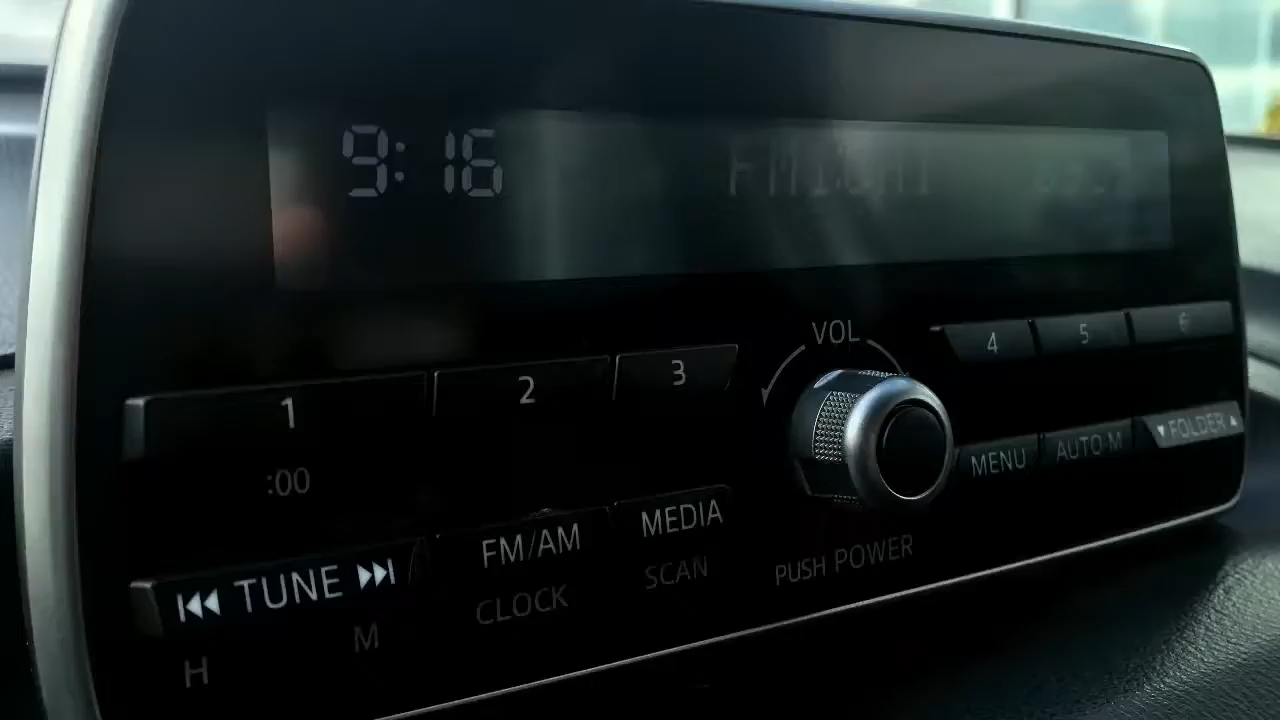 9:16
VOL
1 2 3 4 5 6
:00
MENU AUTO-M ▼FOLDER▲
TUNE FM/AM MEDIA
H M CLOCK SCAN
PUSH POWER